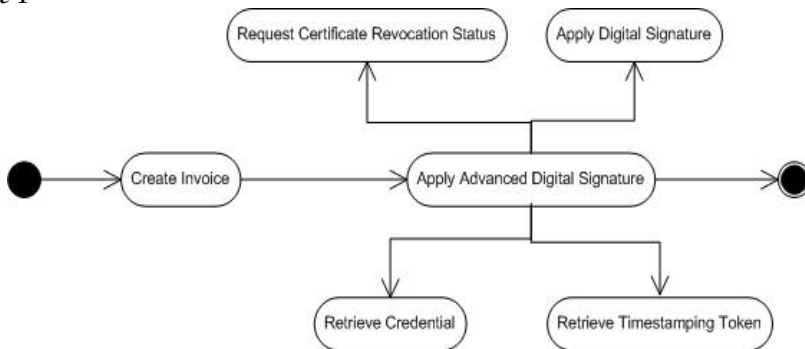 Request Certificate Revocation Status
Apply Digital Signature
Create Invoice
Apply Advanced Digital Signature
Retrieve Credential
Retrieve Timestamping Token